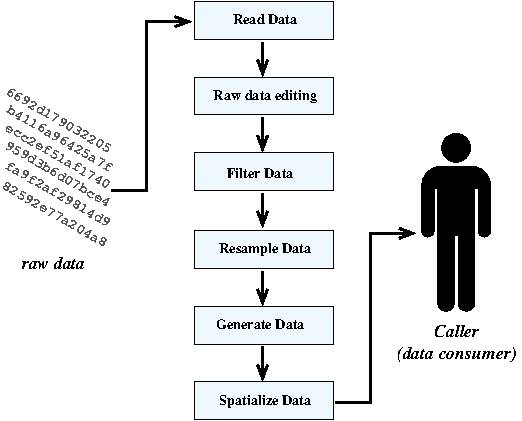 Read Data
Raw data editing
Filter Data
Resample Data
Generate Data
Spatialize Data
6692d179032205
b4116a96425a7f
ecc2ef51af1740
959d3b6d07bce4
fa9f2af29814d9
82592e77a204a8
raw data
Caller
(data consumer)